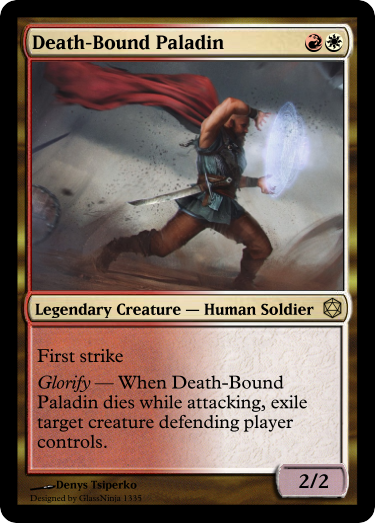 Death-Bound Paladin
Legendary Creature — Human Soldier
First strike
Glorify — When Death-Bound
Paladin dies while attacking, exile
target creature defending player
controls.
2/2
Denys Tsiperko
Designed by GlassNinja 1335